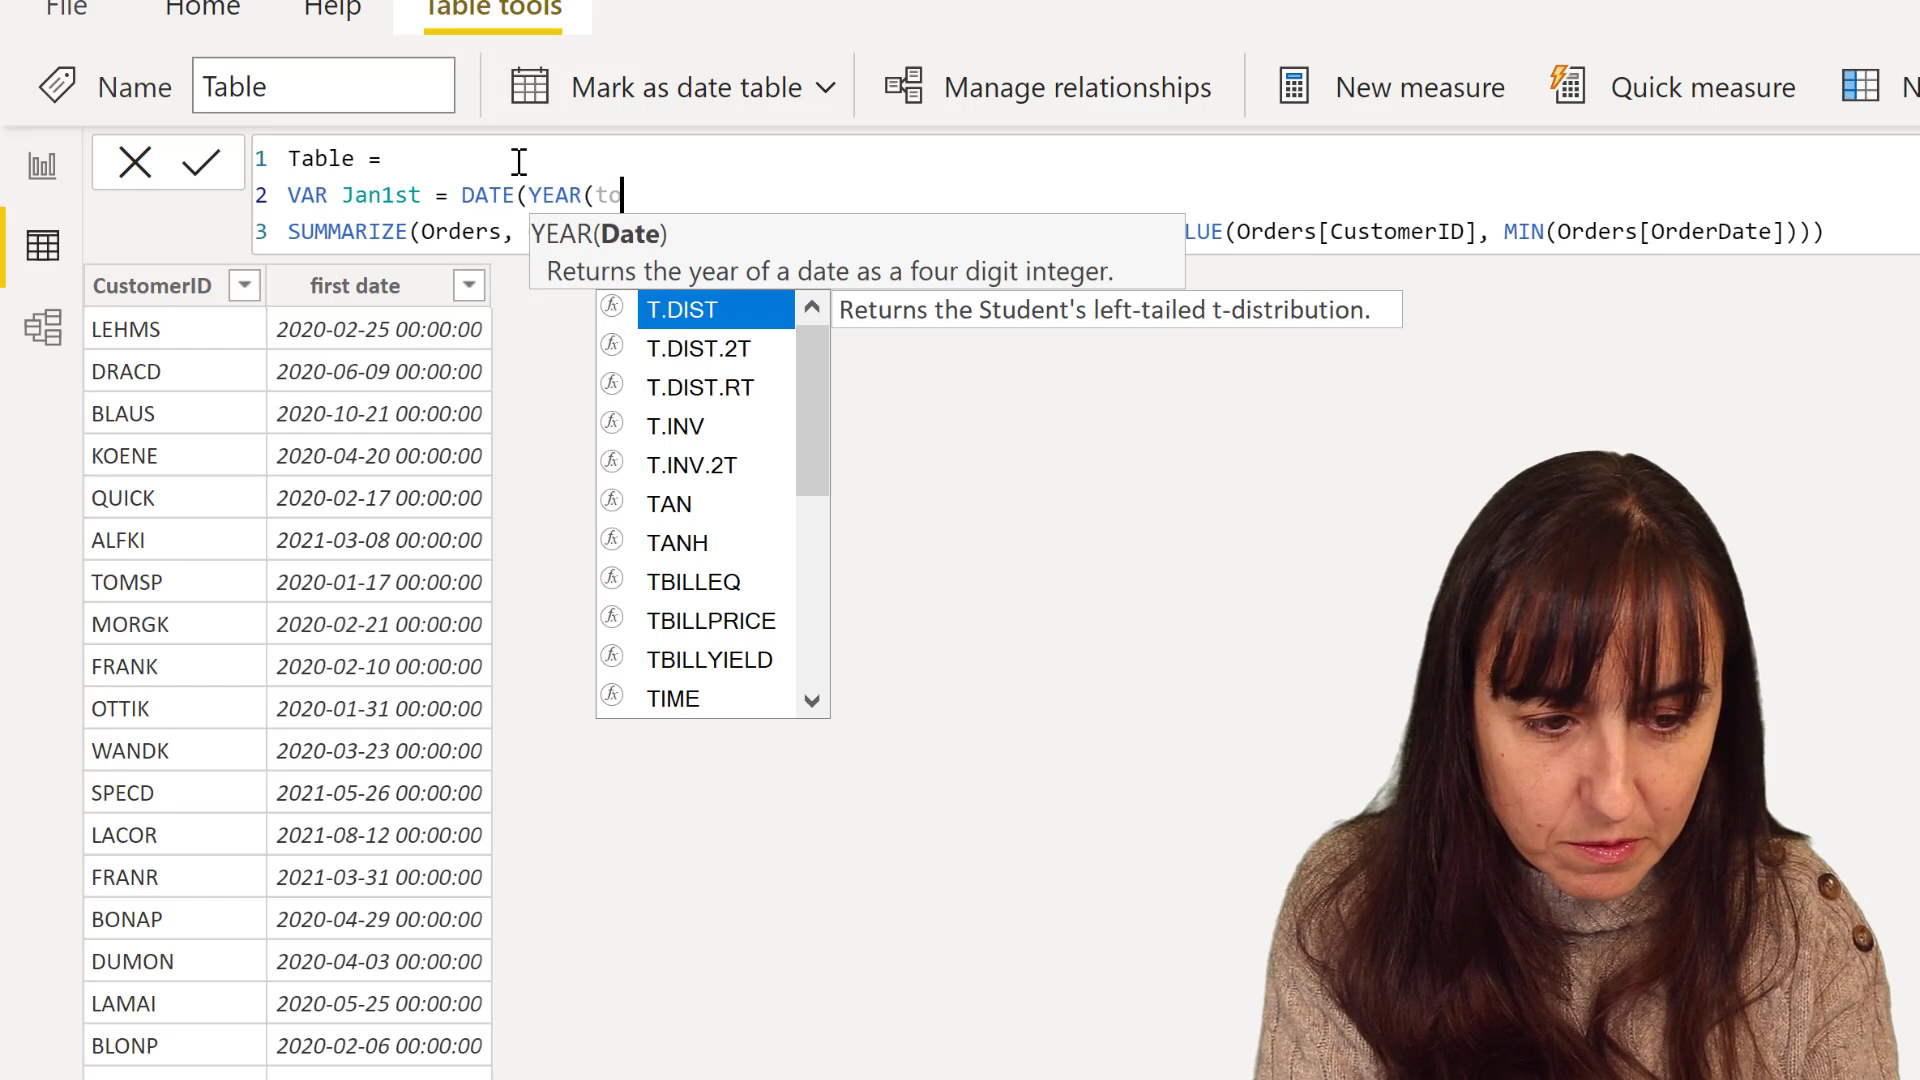 File Home Help Table tools
Name Table Mark as date table Manage relationships New measure Quick measure N
1 Table =
2 VAR Jan1st = DATE(YEAR(to
3 SUMMARIZE(Orders, LUE(Orders[CustomerID], MIN(Orders[OrderDate])))
YEAR(Date)
Returns the year of a date as a four digit integer.
T.DIST Returns the Student's left-tailed t-distribution.
T.DIST.2T
T.DIST.RT
T.INV
T.INV.2T
TAN
TANH
TBILLEQ
TBILLPRICE
TBILLYIELD
TIME
CustomerID first date
LEHMS 2020-02-25 00:00:00
DRACD 2020-06-09 00:00:00
BLAUS 2020-10-21 00:00:00
KOENE 2020-04-20 00:00:00
QUICK 2020-02-17 00:00:00
ALFKI 2021-03-08 00:00:00
TOMSP 2020-01-17 00:00:00
MORGK 2020-02-21 00:00:00
FRANK 2020-02-10 00:00:00
OTTIK 2020-01-31 00:00:00
WANDK 2020-03-23 00:00:00
SPECD 2021-05-26 00:00:00
LACOR 2021-08-12 00:00:00
FRANR 2021-03-31 00:00:00
BONAP 2020-04-29 00:00:00
DUMON 2020-04-03 00:00:00
LAMAI 2020-05-25 00:00:00
BLONP 2020-02-06 00:00:00